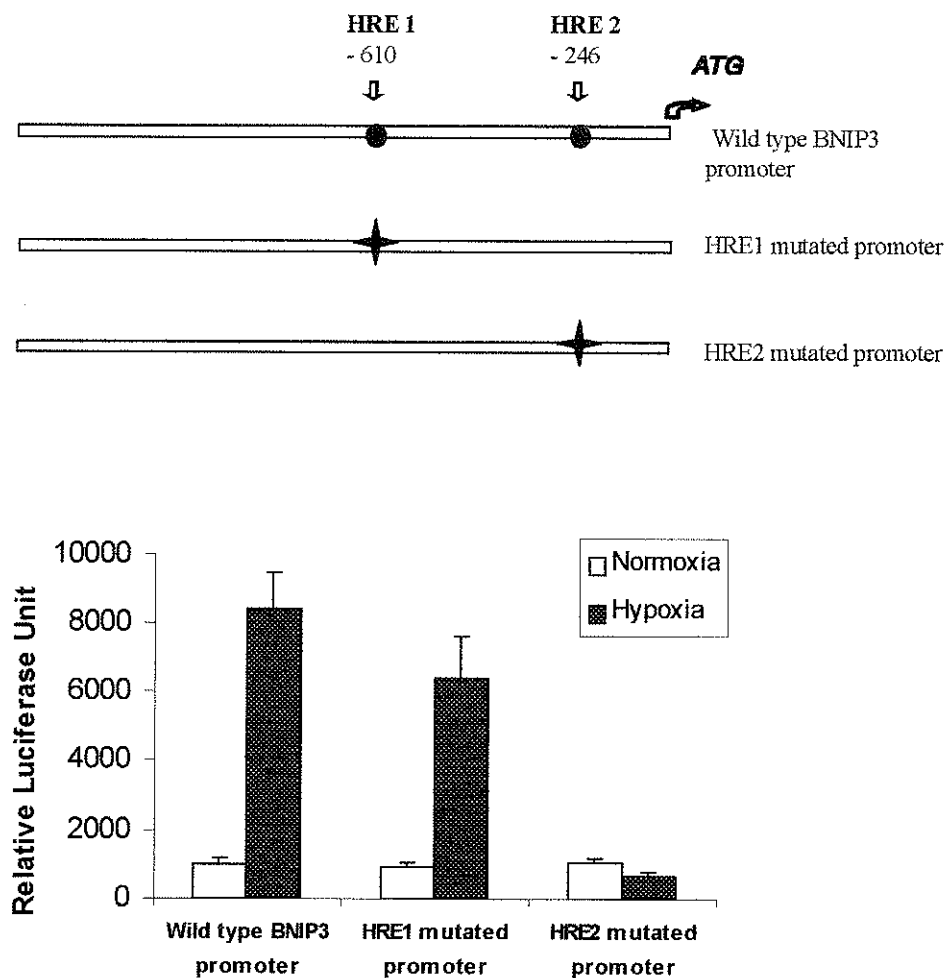 HRE 1 HRE 2
- 610 - 246
ATG
Wild type BNIP3
promoter
HRE1 mutated promoter
HRE2 mutated promoter
Relative Luciferase Unit
10000
8000
6000
4000
2000
0
Normoxia
Hypoxia
Wild type BNIP3
promoter
HRE1 mutated
promoter
HRE2 mutated
promoter